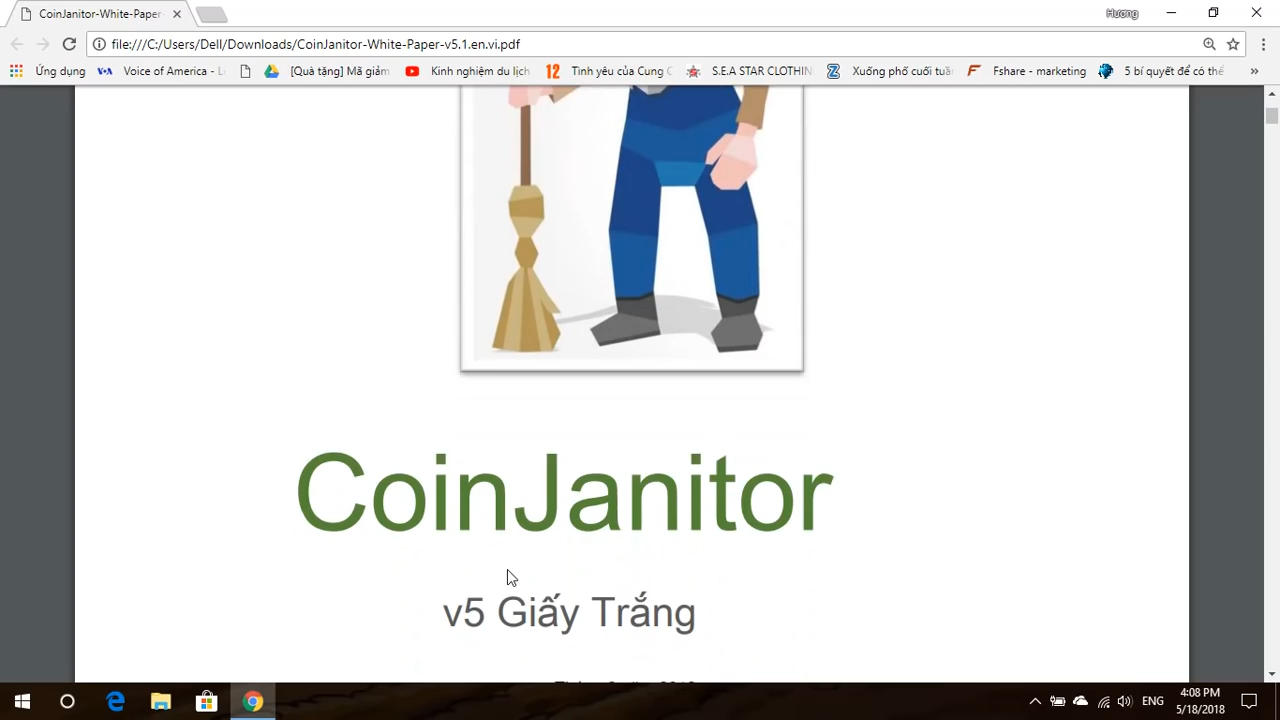 CoinJanitor-White-Paper-
Hương
file:///C:/Users/Dell/Downloads/CoinJanitor-White-Paper-v5.1.en.vi.pdf
Ứng dụng
VOA Voice of America - L
[Quà tặng] Mã giảm
Kinh nghiệm du lịch
12 Tình yêu của Cung
S.E.A STAR CLOTHIN
Z Xuống phố cuối tuần
F Fshare - marketing
5 bí quyết để có thể
»
CoinJanitor
v5 Giấy Trắng
ENG
4:08 PM
5/18/2018